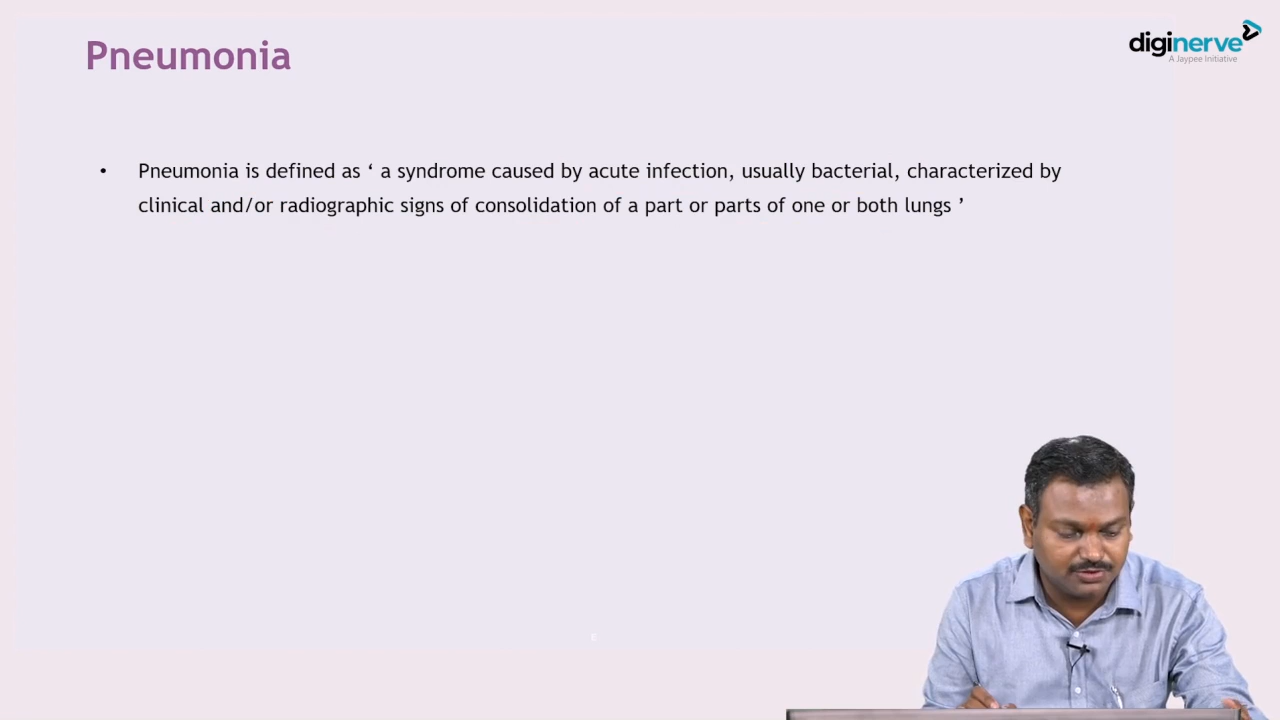 Pneumonia
diginerve
A Jaypee Initiative
• Pneumonia is defined as ‘ a syndrome caused by acute infection, usually bacterial, characterized by
clinical and/or radiographic signs of consolidation of a part or parts of one or both lungs ’